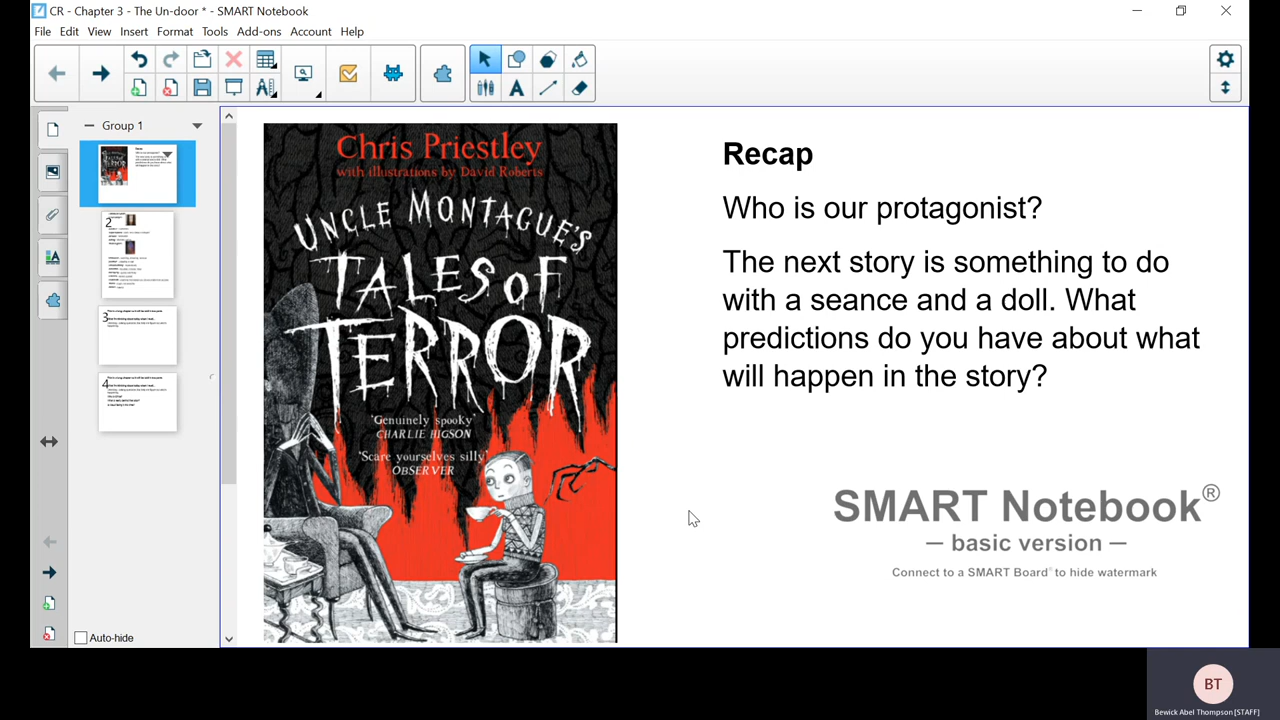 CR - Chapter 3 - The Un-door * - SMART Notebook
File Edit View Insert Format Tools Add-ons Account Help
Group 1
2
3
4
Auto-hide
Chris Priestley
with illustrations by David Roberts
UNCLE MONTAGUE'S
TALES OF
TERROR
'Genuinely spooky'
CHARLIE HIGSON
'Scare yourselves silly'
OBSERVER
Recap
Who is our protagonist?
The next story is something to do
with a seance and a doll. What
predictions do you have about what
will happen in the story?
SMART Notebook®
— basic version —
Connect to a SMART Board® to hide watermark
BT
Bewick Abel Thompson [STAFF]